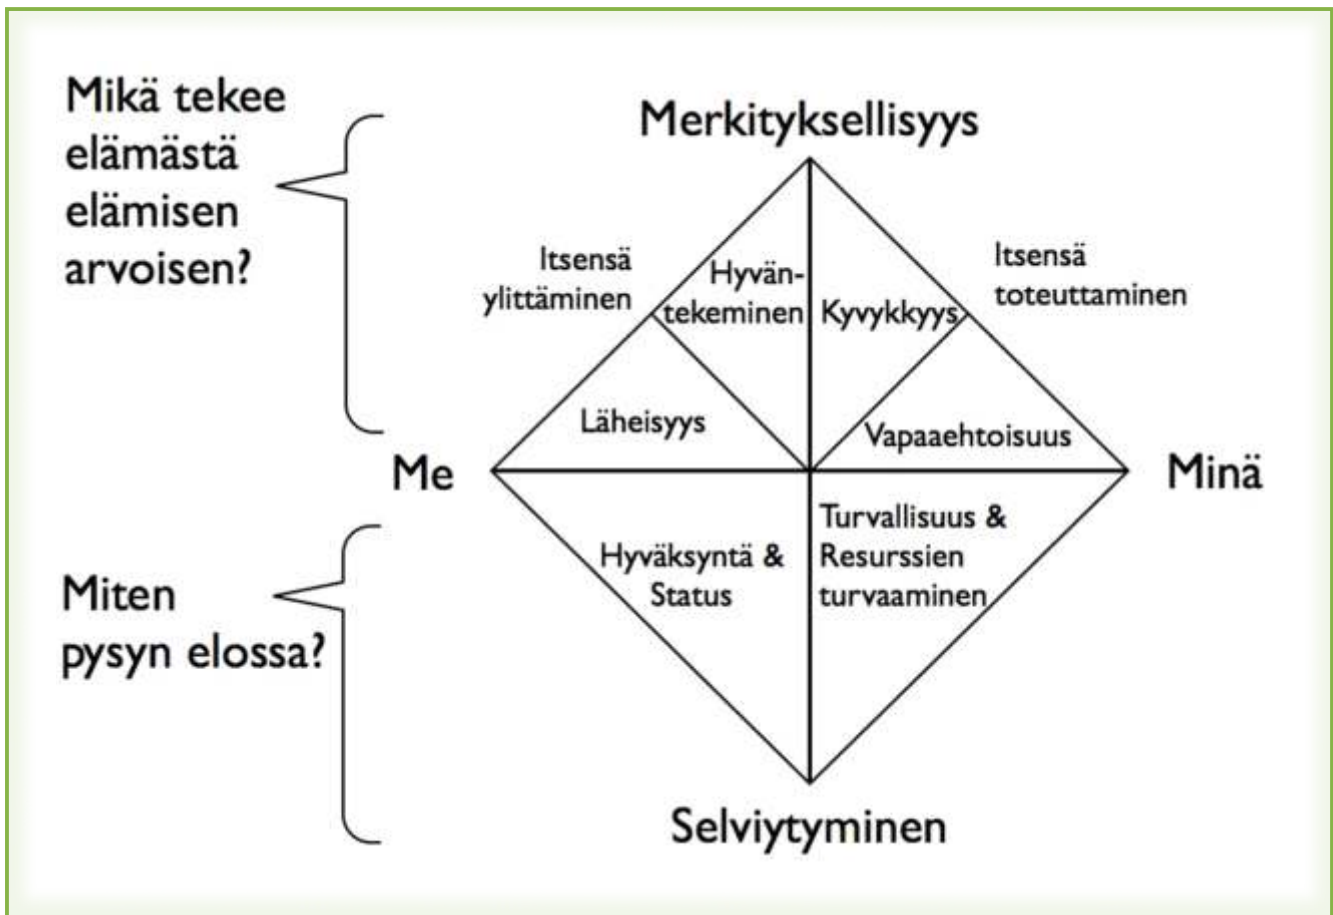 Mikä tekee
elämästä
elämisen
arvoisen?
Merkityksellisyys
Itsensä
ylittäminen
Hyvän-
tekeminen
Kyvykkyys
Itsensä
toteuttaminen
Läheisyys
Vapaaehtoisuus
Me
Minä
Miten
pysyn elossa?
Hyväksyntä &
Status
Turvallisuus &
Resurssien
turvaaminen
Selviytyminen